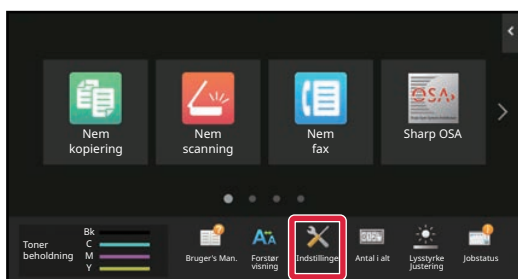 Nem
kopiering
Nem
scanning
Nem
fax
OSA
Sharp OSA
Toner
beholdning
Bk
C
M
Y
Bruger's Man.
Forstør
visning
Indstillinge
Antal i alt
Lysstyrke
Justering
Jobstatus